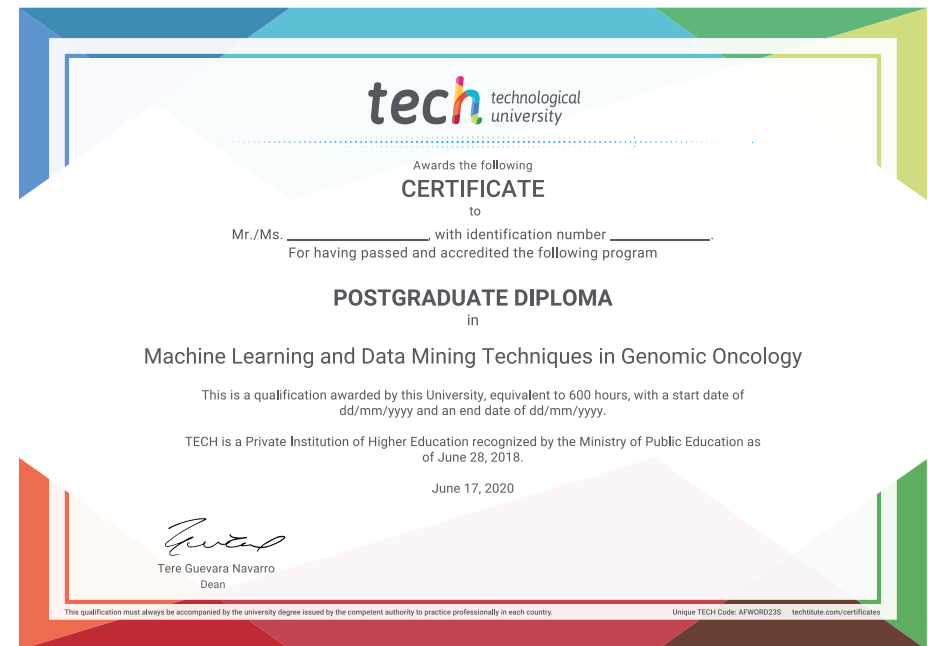 tech technological
university
Awards the following
CERTIFICATE
to
Mr./Ms. __________________, with identification number _____________.
For having passed and accredited the following program
POSTGRADUATE DIPLOMA
in
Machine Learning and Data Mining Techniques in Genomic Oncology
This is a qualification awarded by this University, equivalent to 600 hours, with a start date of
dd/mm/yyyy and an end date of dd/mm/yyyy.
TECH is a Private Institution of Higher Education recognized by the Ministry of Public Education as
of June 28, 2018.
June 17, 2020
Tere Guevara Navarro
Dean
This qualification must always be accompanied by the university degree issued by the competent authority to practice professionally in each country. Unique TECH Code: AFWORD23S techtitute.com/certificates